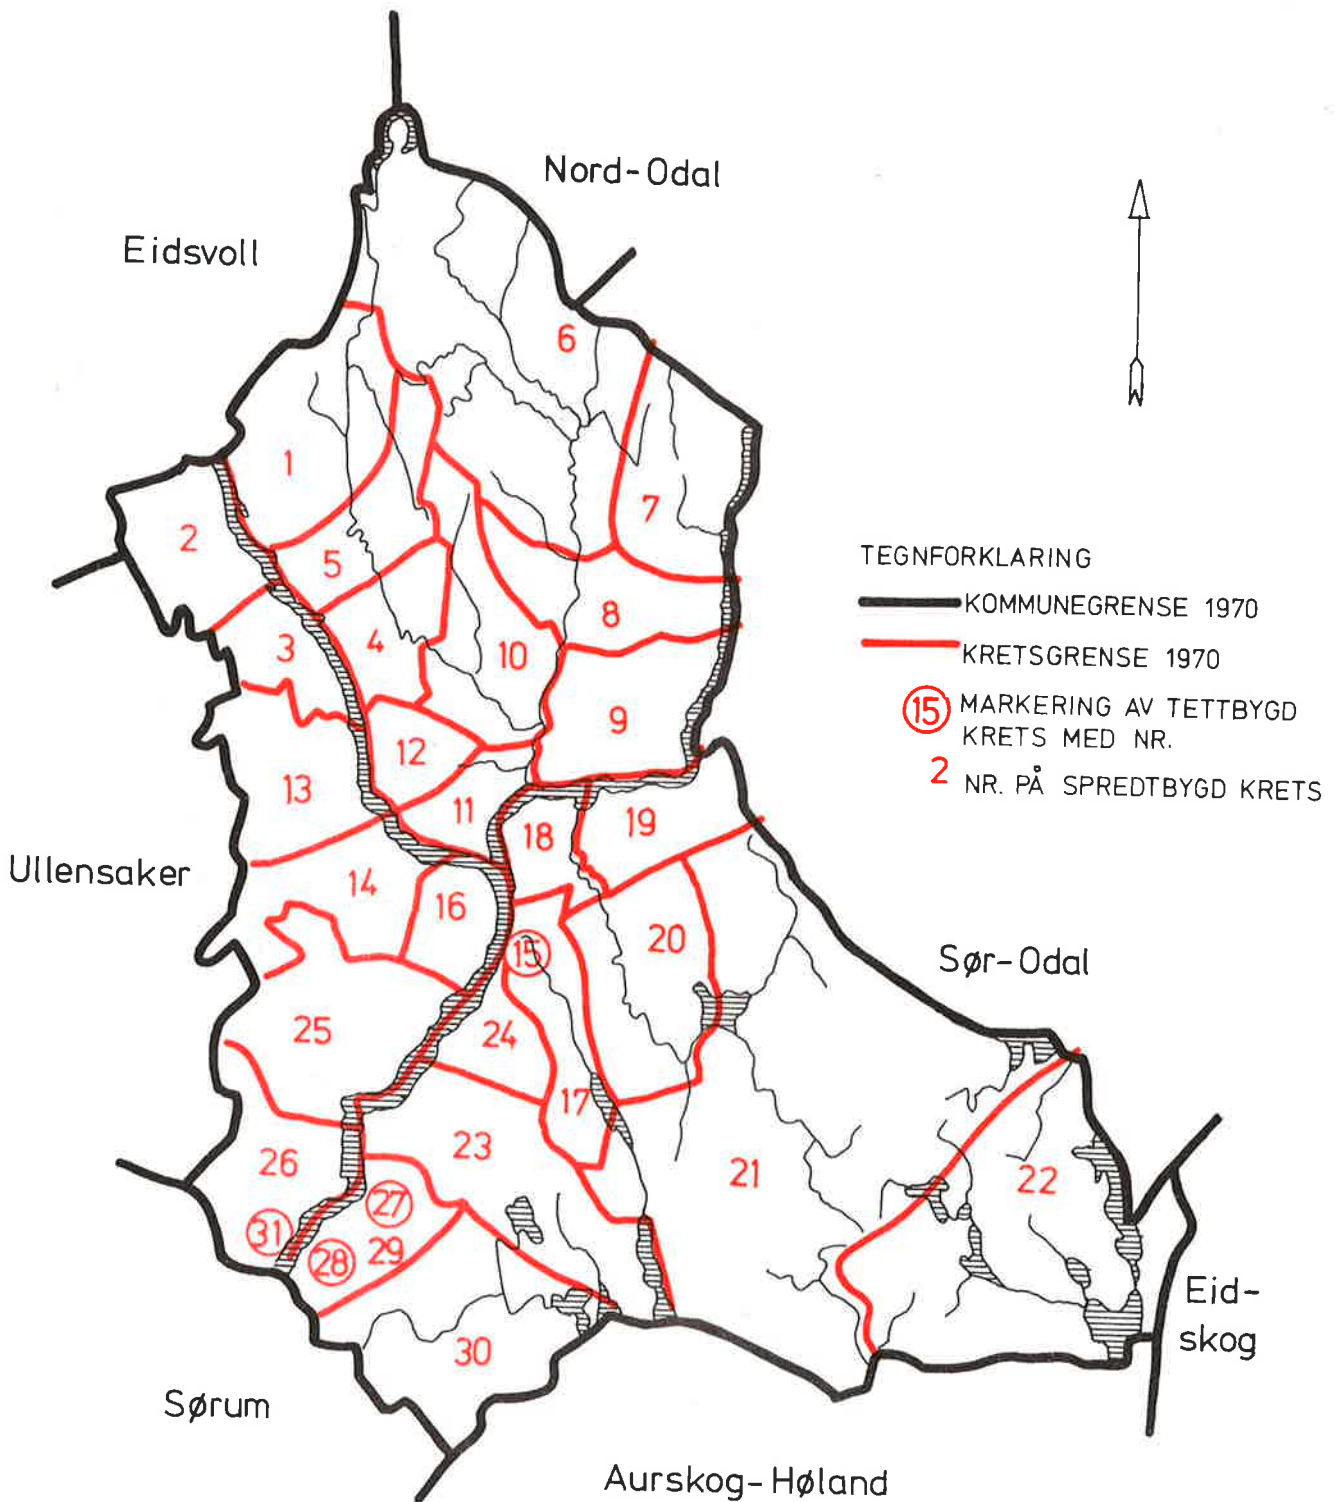 Nord-Odal
Eidsvoll
6
1
7
2
5
TEGNFORKLARING
KOMMUNEGRENSE 1970
8
3
4
10
KRETSGRENSE 1970
15 MARKERING AV TETTBYGD
KRETS MED NR.
9
12
2 NR. PÅ SPREDTBYGD KRETS
13
11
18
19
Ullensaker
14
16
15
20
Sør-Odal
25
24
17
23
26
21
22
27
31
28
29
Eid-
skog
30
Sørum
Aurskog-Høland